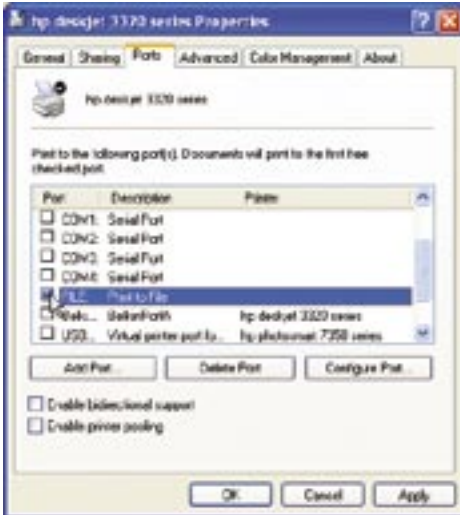 hp deskjet 3320 series Properties
General Sharing Ports Advanced Color Management About
hp deskjet 3320 series
Print to the following port(s). Documents will print to the first free
checked port.
Port Description Printer
COM1: Serial Port
COM2: Serial Port
COM3: Serial Port
COM4: Serial Port
FILE: Print to File
Belk... BelkinPort4 hp deskjet 3320 series
USB... Virtual printer port fo... hp photosmart 7350 series
Add Port... Delete Port Configure Port...
Enable bidirectional support
Enable printer pooling
OK Cancel Apply